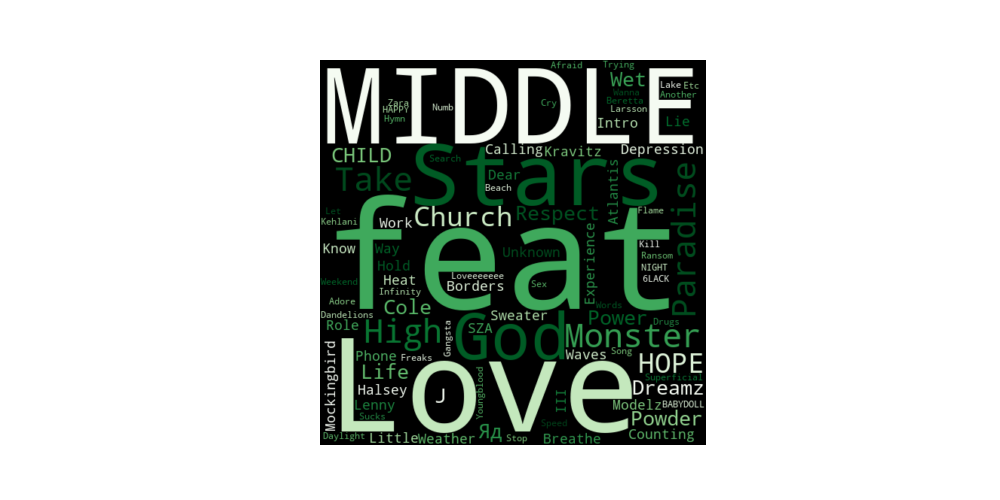 Afraid Trying
MIDDLE
Wet Lake Etc
Wanna Another
Zara Numb Cry Beretta
HAPPY Larsson
Hymn Intro Lie
CHILD Calling Kravitz Depression
Search Stars
Take Dear Atlantis Paradise
Beach
Let Church Respect Flame
Kehlani Work
feat
Know Way Unknown Experience Kill
Ransom
Hold Loveeeeeee NIGHT
Weekend Heat Borders Sex 6LACK
Infinity
Adore Cole Words
Dandelions Sweater Power Drugs
Role High SZA Monster
God
Mockingbird Phone Freaks Gangsta Waves Song HOPE
Life Superficial
Love
Halsey J Youngblood III Dreamz
Lenny Modelz BABYDOLL
Sucks Speed Powder
Daylight Little Weather Яд Stop Breathe Counting